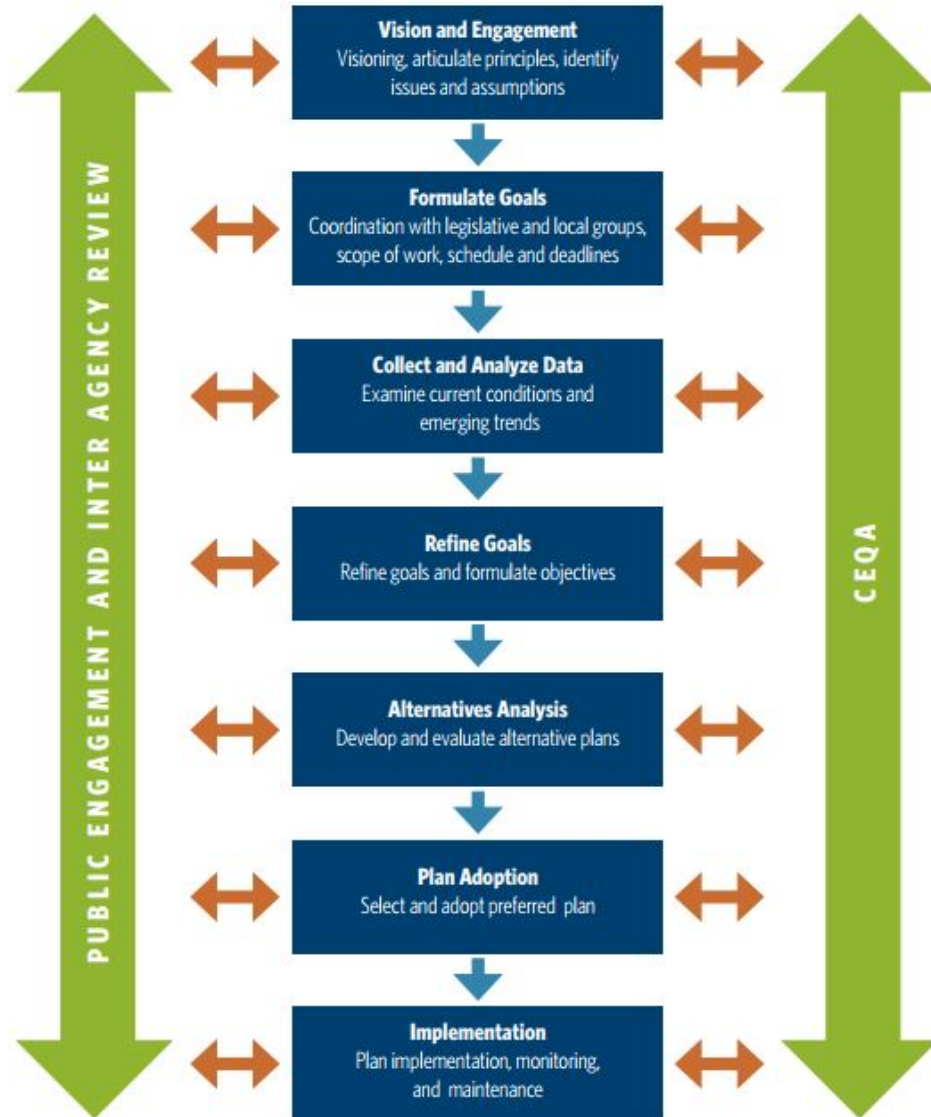 PUBLIC ENGAGEMENT AND INTER AGENCY REVIEW
Vision and Engagement
Visioning, articulate principles, identify
issues and assumptions
Formulate Goals
Coordination with legislative and local groups,
scope of work, schedule and deadlines
Collect and Analyze Data
Examine current conditions and
emerging trends
Refine Goals
Refine goals and formulate objectives
Alternatives Analysis
Develop and evaluate alternative plans
Plan Adoption
Select and adopt preferred plan
Implementation
Plan implementation, monitoring,
and maintenance
CEQA